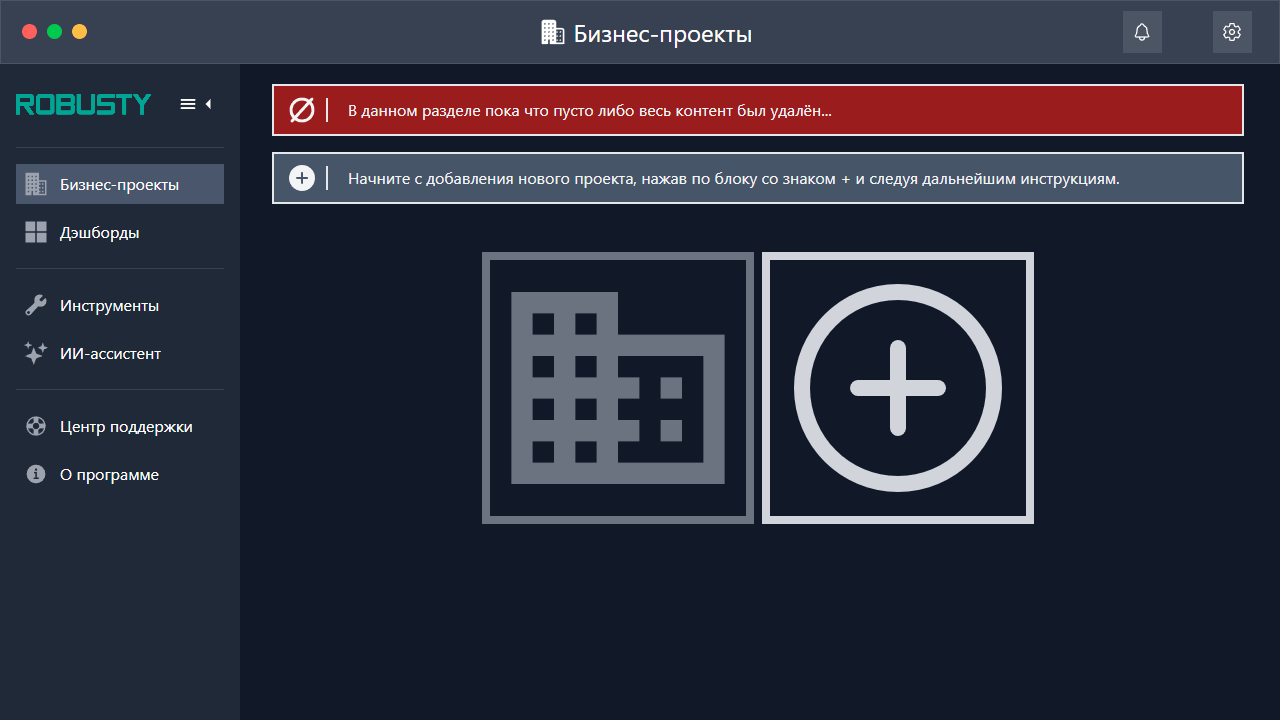 Бизнес-проекты
ROBUSTY
В данном разделе пока что пусто либо весь контент был удалён...
Начните с добавления нового проекта, нажав по блоку со знаком + и следуя дальнейшим инструкциям.
Бизнес-проекты
Дэшборды
Инструменты
ИИ-ассистент
Центр поддержки
О программе